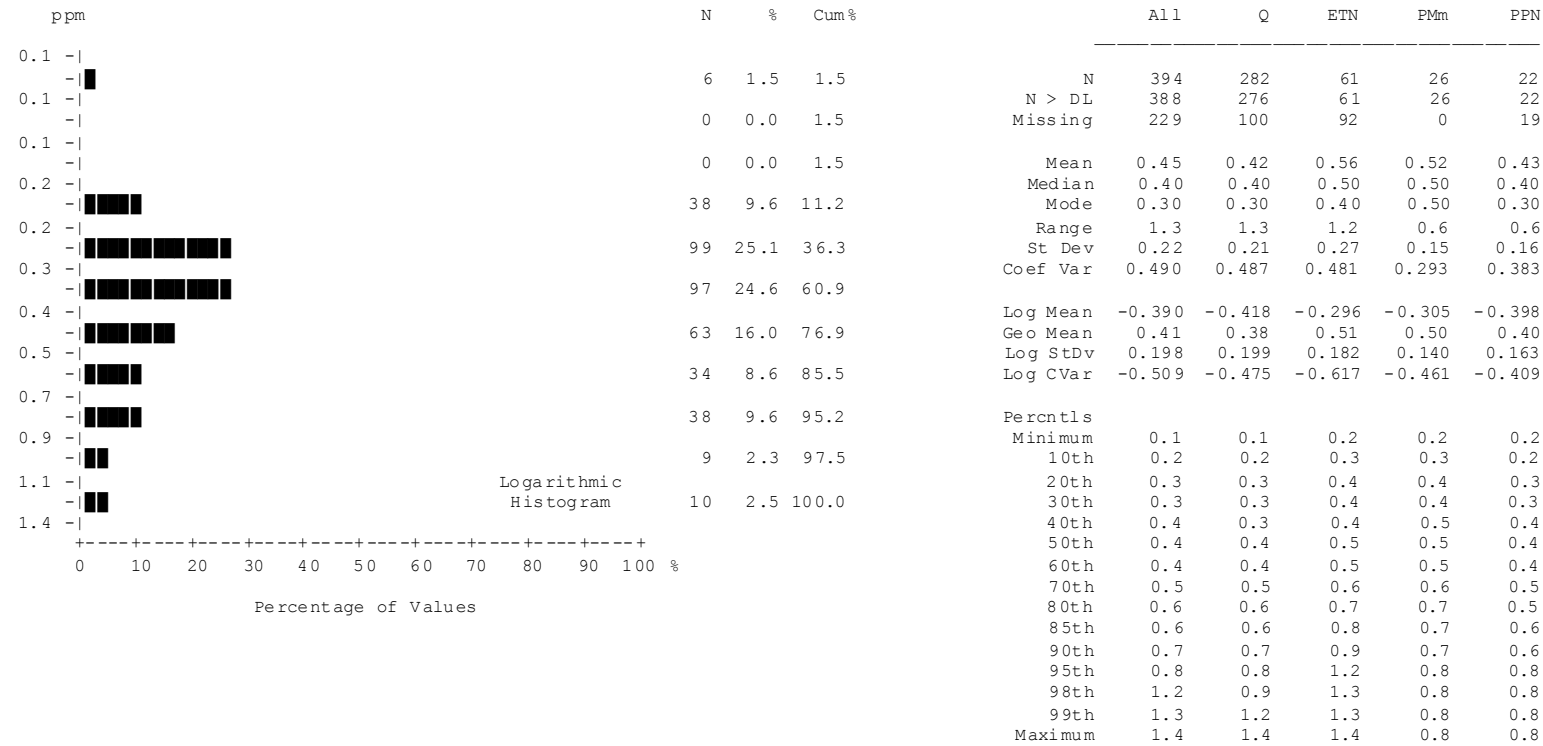 ppm N % Cum%
0.1 -|
-| 6 1.5 1.5
0.1 -|
-| 0 0.0 1.5
0.1 -|
-| 0 0.0 1.5
0.2 -|
-| 38 9.6 11.2
0.2 -|
-| 99 25.1 36.3
0.3 -|
-| 97 24.6 60.9
0.4 -|
-| 63 16.0 76.9
0.5 -|
-| 34 8.6 85.5
0.7 -|
-| 38 9.6 95.2
0.9 -|
-| 9 2.3 97.5
1.1 -| Logarithmic
-| Histogram 10 2.5 100.0
1.4 -|
+----+----+----+----+----+----+----+----+----+----+
0 10 20 30 40 50 60 70 80 90 100 %
Percentage of Values
All Q ETN PMm PPN
N 394 282 61 26 22
N > DL 388 276 61 26 22
Missing 229 100 92 0 19
Mean 0.45 0.42 0.56 0.52 0.43
Median 0.40 0.40 0.50 0.50 0.40
Mode 0.30 0.30 0.40 0.50 0.30
Range 1.3 1.3 1.2 0.6 0.6
St Dev 0.22 0.21 0.27 0.15 0.16
Coef Var 0.490 0.487 0.481 0.293 0.383
Log Mean -0.390 -0.418 -0.296 -0.305 -0.398
Geo Mean 0.41 0.38 0.51 0.50 0.40
Log StDv 0.198 0.199 0.182 0.140 0.163
Log CVar -0.509 -0.475 -0.617 -0.461 -0.409
Percntls
Minimum 0.1 0.1 0.2 0.2 0.2
10th 0.2 0.2 0.3 0.3 0.2
20th 0.3 0.3 0.4 0.4 0.3
30th 0.3 0.3 0.4 0.4 0.3
40th 0.4 0.3 0.4 0.5 0.4
50th 0.4 0.4 0.5 0.5 0.4
60th 0.4 0.4 0.5 0.5 0.4
70th 0.5 0.5 0.6 0.6 0.5
80th 0.6 0.6 0.7 0.7 0.5
85th 0.6 0.6 0.8 0.7 0.6
90th 0.7 0.7 0.9 0.7 0.6
95th 0.8 0.8 1.2 0.8 0.8
98th 1.2 0.9 1.3 0.8 0.8
99th 1.3 1.2 1.3 0.8 0.8
Maximum 1.4 1.4 1.4 0.8 0.8